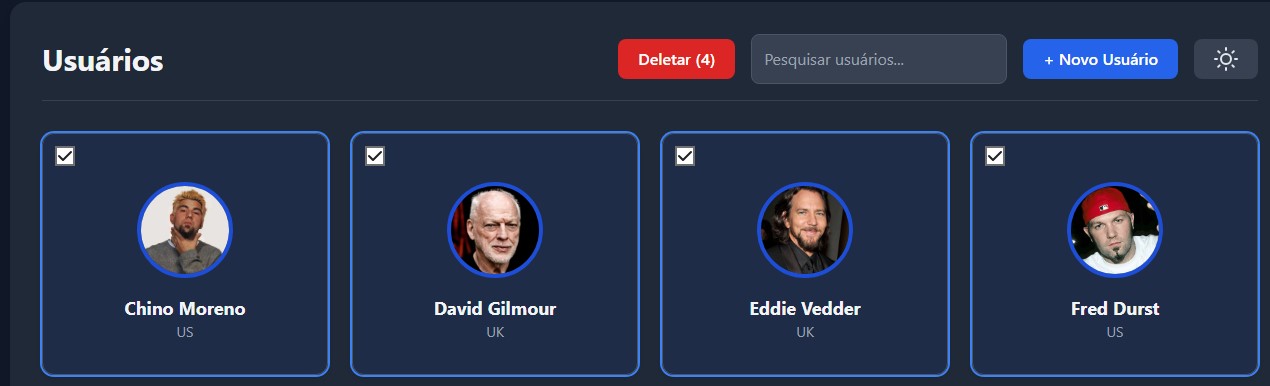 Usuários
Deletar (4)
Pesquisar usuários...
+ Novo Usuário
Chino Moreno
US
David Gilmour
UK
Eddie Vedder
UK
Fred Durst
US